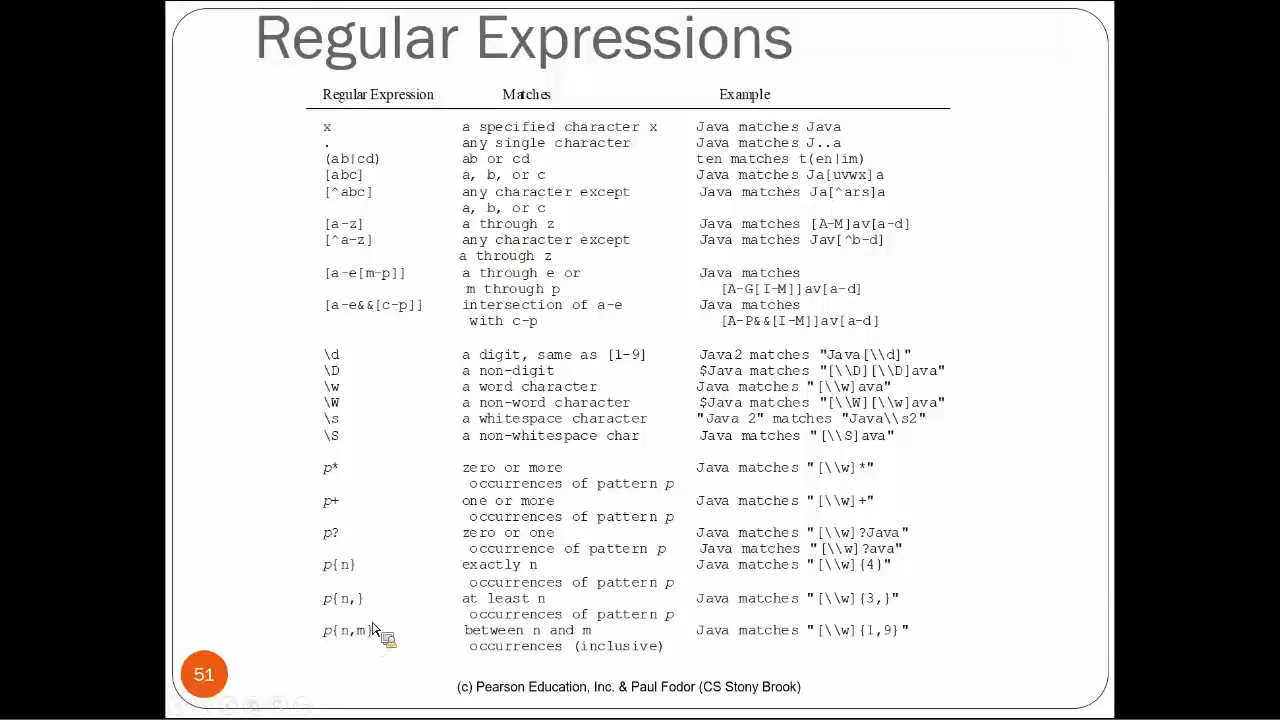 Regular Expressions
Regular Expression Matches Example
x a specified character x Java matches Java
. any single character Java matches J..a
(ab|cd) ab or cd ten matches t(en|im)
[abc] a, b, or c Java matches Ja[uvwx]a
[^abc] any character except Java matches Ja[^ars]a
a, b, or c
[a-z] a through z Java matches [A-M]av[a-d]
[^a-z] any character except Java matches Jav[^b-d]
a through z
[a-e[m-p]] a through e or Java matches
m through p [A-G[I-M]]av[a-d]
[a-e&&[c-p]] intersection of a-e Java matches
with c-p [A-P&&[I-M]]av[a-d]
\d a digit, same as [1-9] Java2 matches "Java[\\d]"
\D a non-digit $Java matches "[\\D][\\D]ava"
\w a word character Java matches "[\\w]ava"
\W a non-word character $Java matches "[\\W][\\w]ava"
\s a whitespace character "Java 2" matches "Java\\s2"
\S a non-whitespace char Java matches "[\\S]ava"
p* zero or more Java matches "[\\w]*"
occurrences of pattern p
p+ one or more Java matches "[\\w]+"
occurrences of pattern p
p? zero or one Java matches "[\\w]?Java"
occurrence of pattern p Java matches "[\\w]?ava"
p{n} exactly n Java matches "[\\w]{4}"
occurrences of pattern p
p{n,} at least n Java matches "[\\w]{3,}"
occurrences of pattern p
p{n,m} between n and m Java matches "[\\w]{1,9}"
occurrences (inclusive)
51
(c) Pearson Education, Inc. & Paul Fodor (CS Stony Brook)